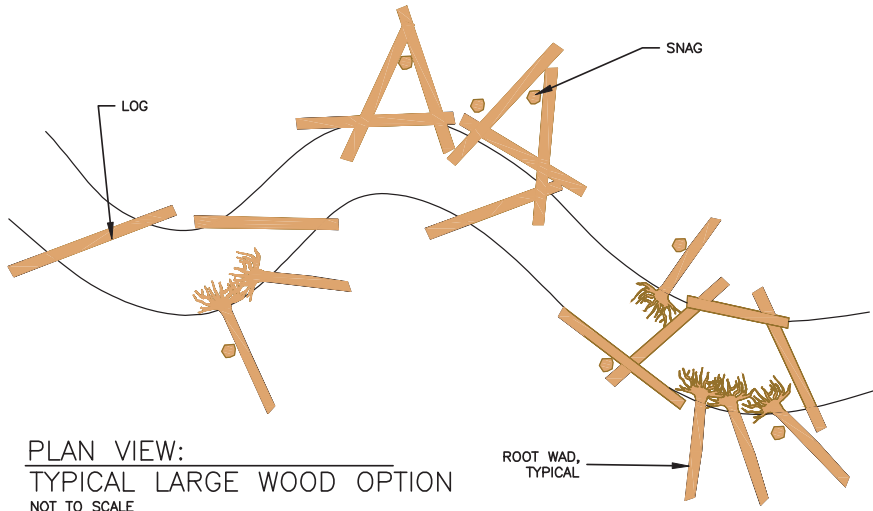 SNAG
LOG
ROOT WAD,
TYPICAL
PLAN VIEW:
TYPICAL LARGE WOOD OPTION
NOT TO SCALE